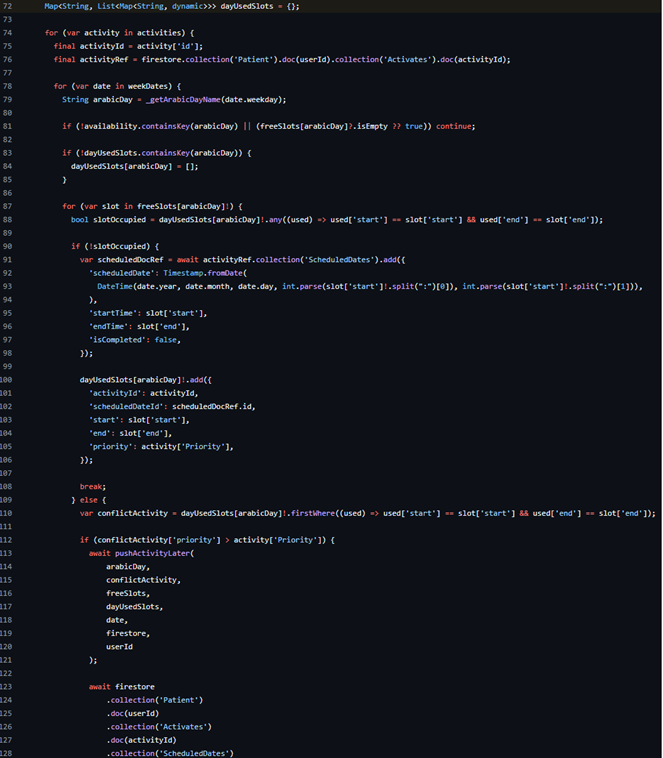 72 Map<String, List<Map<String, dynamic>>> dayUsedSlots = {};
73
74 for (var activity in activities) {
75 final activityId = activity['id'];
76 final activityRef = firestore.collection('Patient').doc(userId).collection('Activates').doc(activityId);
77
78 for (var date in weekDates) {
79 String arabicDay = _getArabicDayName(date.weekday);
80
81 if (!availability.containsKey(arabicDay) || (freeSlots[arabicDay]?.isEmpty ?? true)) continue;
82
83 if (!dayUsedSlots.containsKey(arabicDay)) {
84 dayUsedSlots[arabicDay] = [];
85 }
86
87 for (var slot in freeSlots[arabicDay]!) {
88 bool slotOccupied = dayUsedSlots[arabicDay]!.any((used) => used['start'] == slot['start'] && used['end'] == slot['end']);
89
90 if (!slotOccupied) {
91 var scheduledDocRef = await activityRef.collection('ScheduledDates').add({
92 'scheduledDate': Timestamp.fromDate(
93 DateTime(date.year, date.month, date.day, int.parse(slot['start']!.split(":")[0]), int.parse(slot['start']!.split(":")[1])),
94 ),
95 'startTime': slot['start'],
96 'endTime': slot['end'],
97 'isCompleted': false,
98 });
99
100 dayUsedSlots[arabicDay]!.add({
101 'activityId': activityId,
102 'scheduledDateId': scheduledDocRef.id,
103 'start': slot['start'],
104 'end': slot['end'],
105 'priority': activity['Priority'],
106 });
107
108 break;
109 } else {
110 var conflictActivity = dayUsedSlots[arabicDay]!.firstWhere((used) => used['start'] == slot['start'] && used['end'] == slot['end']);
111
112 if (conflictActivity['priority'] > activity['Priority']) {
113 await pushActivityLater(
114 arabicDay,
115 conflictActivity,
116 freeSlots,
117 dayUsedSlots,
118 date,
119 firestore,
120 userId
121 );
122
123 await firestore
124 .collection('Patient')
125 .doc(userId)
126 .collection('Activates')
127 .doc(activityId)
128 .collection('ScheduledDates')